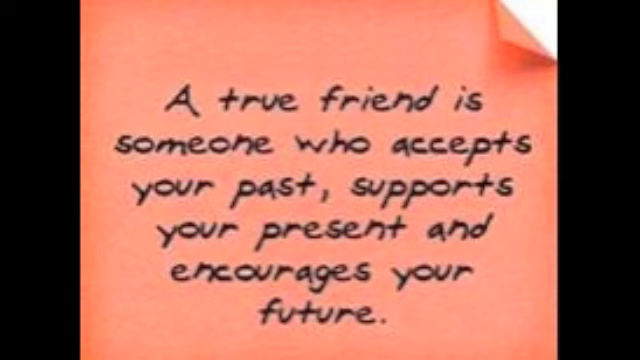 A true friend is
someone who accepts
your past, supports
your present and
encourages your
future.